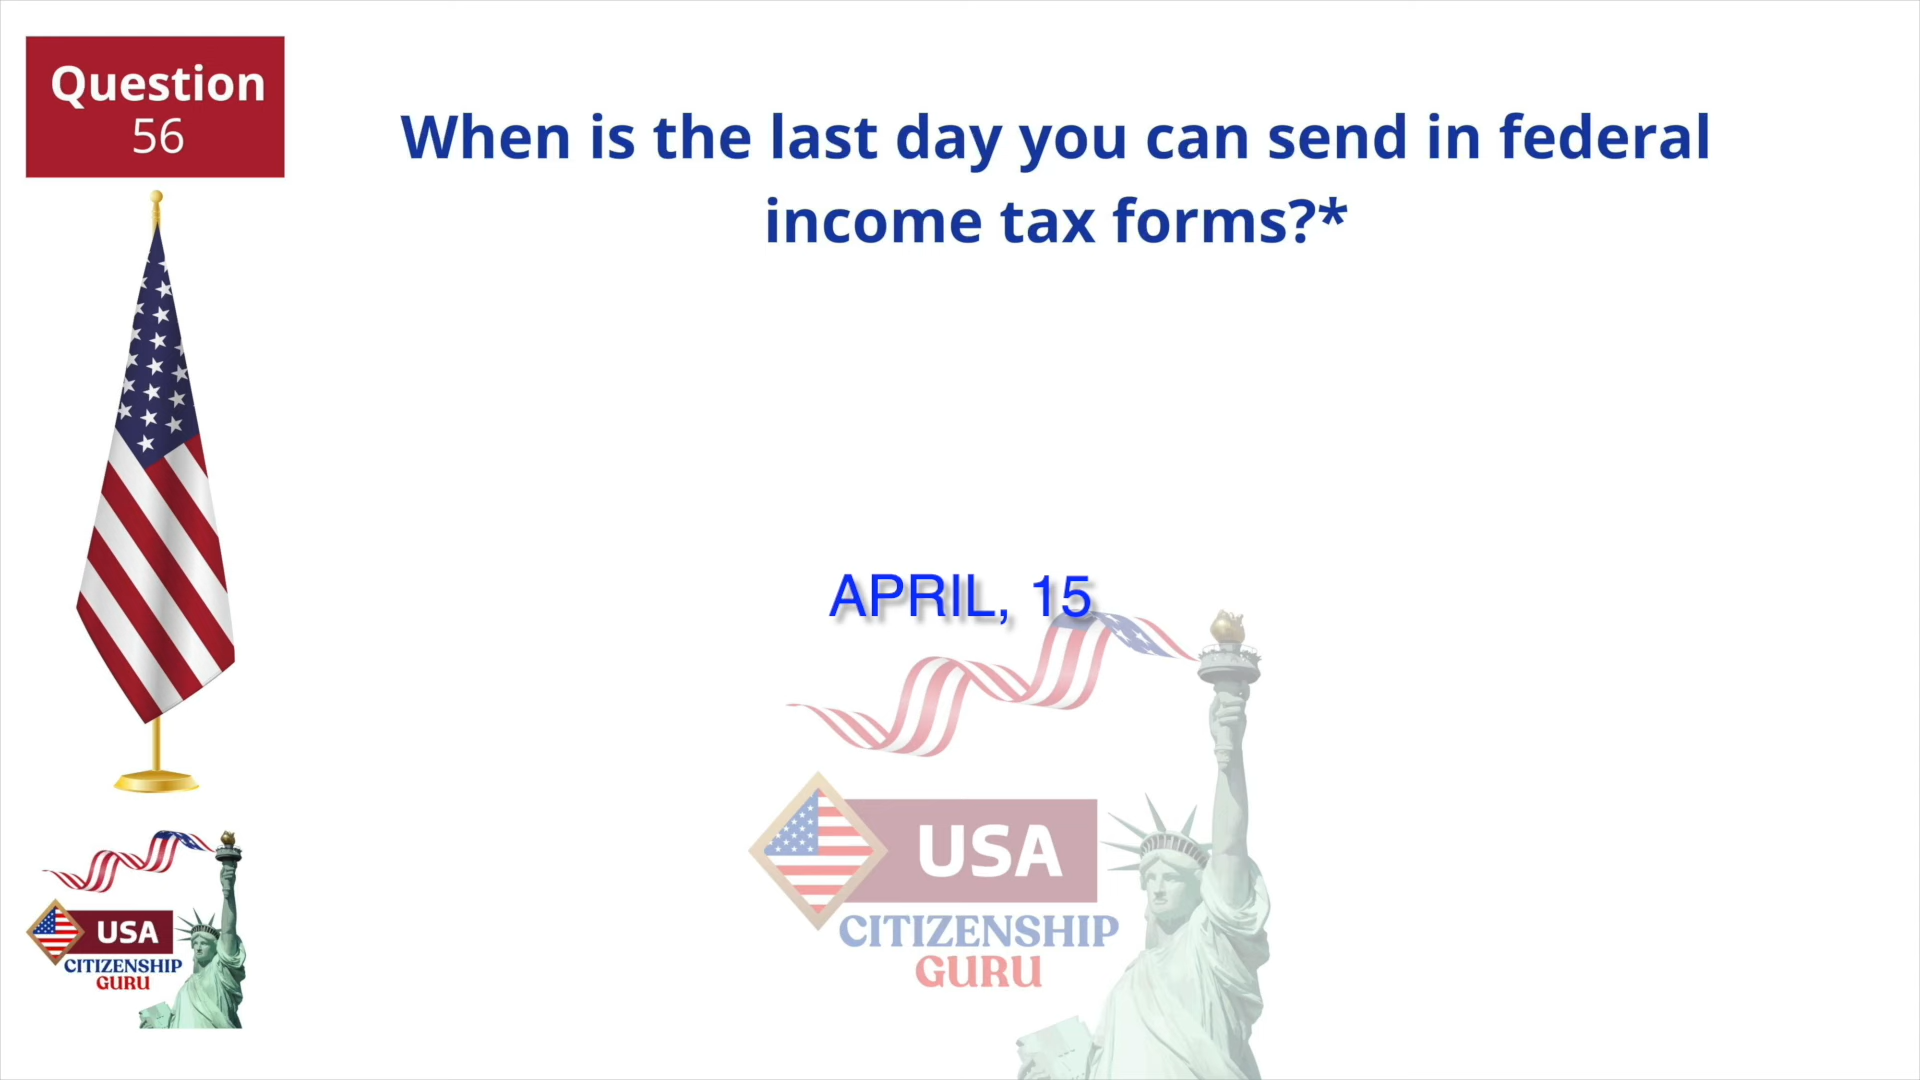 Question
56
When is the last day you can send in federal
income tax forms?*
APRIL, 15
USA
CITIZENSHIP
GURU
USA
CITIZENSHIP
GURU